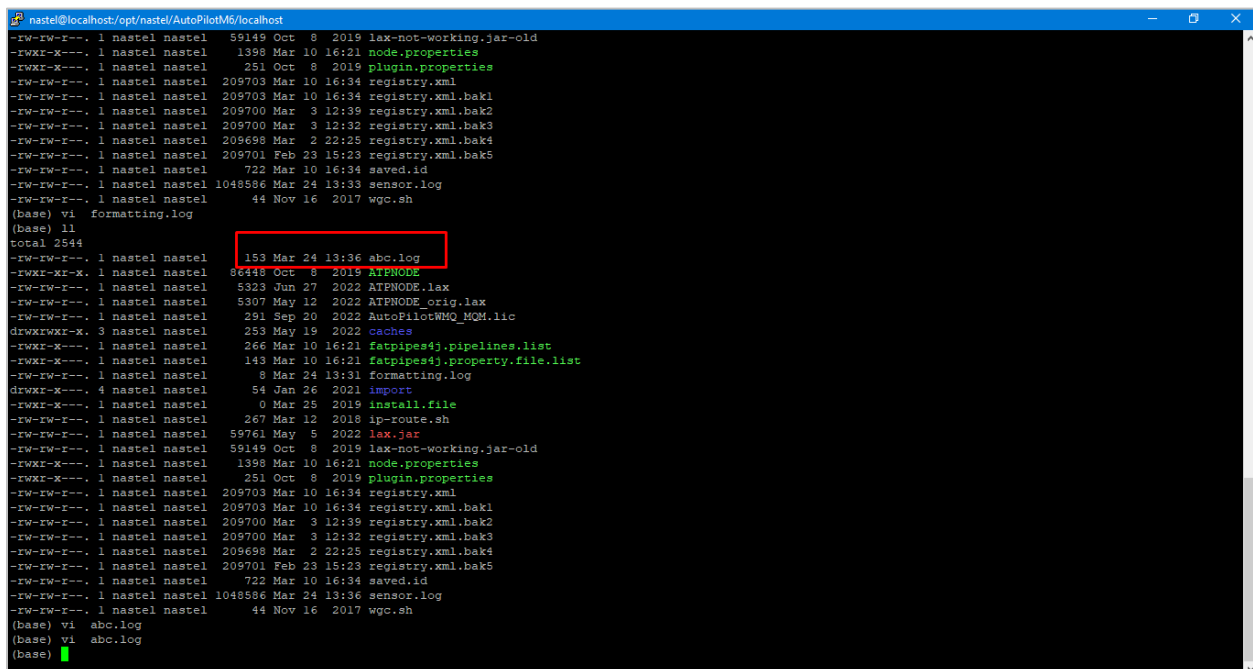 nastel@localhost:/opt/nastel/AutoPilotM6/localhost
-rw-rw-r--. 1 nastel nastel   59149 Oct  8  2019 lax-not-working.jar-old
-rwxr-x---. 1 nastel nastel    1398 Mar 10 16:21 node.properties
-rwxr-x---. 1 nastel nastel     251 Oct  8  2019 plugin.properties
-rw-rw-r--. 1 nastel nastel  209703 Mar 10 16:34 registry.xml
-rw-rw-r--. 1 nastel nastel  209703 Mar 10 16:34 registry.xml.bak1
-rw-rw-r--. 1 nastel nastel  209700 Mar  3 12:39 registry.xml.bak2
-rw-rw-r--. 1 nastel nastel  209700 Mar  3 12:32 registry.xml.bak3
-rw-rw-r--. 1 nastel nastel  209698 Mar  2 22:25 registry.xml.bak4
-rw-rw-r--. 1 nastel nastel  209701 Feb 23 15:23 registry.xml.bak5
-rw-rw-r--. 1 nastel nastel     722 Mar 10 16:34 saved.id
-rw-rw-r--. 1 nastel nastel 1048586 Mar 24 13:33 sensor.log
-rw-rw-r--. 1 nastel nastel      44 Nov 16  2017 wgc.sh
(base) vi  formatting.log
(base) ll
total 2544
-rw-rw-r--. 1 nastel nastel     153 Mar 24 13:36 abc.log
-rwxr-xr-x. 1 nastel nastel   86448 Oct  8  2019 ATPNODE
-rw-rw-r--. 1 nastel nastel    5323 Jun 27  2022 ATPNODE.lax
-rw-rw-r--. 1 nastel nastel    5307 May 12  2022 ATPNODE_orig.lax
-rw-rw-r--. 1 nastel nastel     291 Sep 20  2022 AutoPilotWMQ_MQM.lic
drwxrwxr-x. 3 nastel nastel     253 May 19  2022 caches
-rwxr-x---. 1 nastel nastel     266 Mar 10 16:21 fatpipes4j.pipelines.list
-rwxr-x---. 1 nastel nastel     143 Mar 10 16:21 fatpipes4j.property.file.list
-rw-rw-r--. 1 nastel nastel       8 Mar 24 13:31 formatting.log
drwxr-x---. 4 nastel nastel      54 Jan 26  2021 import
-rwxr-x---. 1 nastel nastel       0 Mar 25  2019 install.file
-rw-rw-r--. 1 nastel nastel     267 Mar 12  2018 ip-route.sh
-rw-rw-r--. 1 nastel nastel   59761 May  5  2022 lax.jar
-rw-rw-r--. 1 nastel nastel   59149 Oct  8  2019 lax-not-working.jar-old
-rwxr-x---. 1 nastel nastel    1398 Mar 10 16:21 node.properties
-rwxr-x---. 1 nastel nastel     251 Oct  8  2019 plugin.properties
-rw-rw-r--. 1 nastel nastel  209703 Mar 10 16:34 registry.xml
-rw-rw-r--. 1 nastel nastel  209703 Mar 10 16:34 registry.xml.bak1
-rw-rw-r--. 1 nastel nastel  209700 Mar  3 12:39 registry.xml.bak2
-rw-rw-r--. 1 nastel nastel  209700 Mar  3 12:32 registry.xml.bak3
-rw-rw-r--. 1 nastel nastel  209698 Mar  2 22:25 registry.xml.bak4
-rw-rw-r--. 1 nastel nastel  209701 Feb 23 15:23 registry.xml.bak5
-rw-rw-r--. 1 nastel nastel     722 Mar 10 16:34 saved.id
-rw-rw-r--. 1 nastel nastel 1048586 Mar 24 13:36 sensor.log
-rw-rw-r--. 1 nastel nastel      44 Nov 16  2017 wgc.sh
(base) vi  abc.log
(base) vi  abc.log
(base)